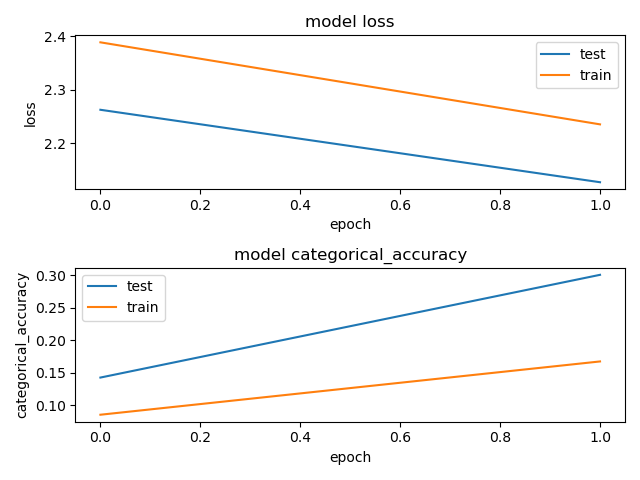 model loss
2.4
2.3
2.2
loss
test
train
0.0 0.2 0.4 0.6 0.8 1.0
epoch
model categorical_accuracy
0.30
0.25
0.20
0.15
0.10
categorical_accuracy
test
train
0.0 0.2 0.4 0.6 0.8 1.0
epoch